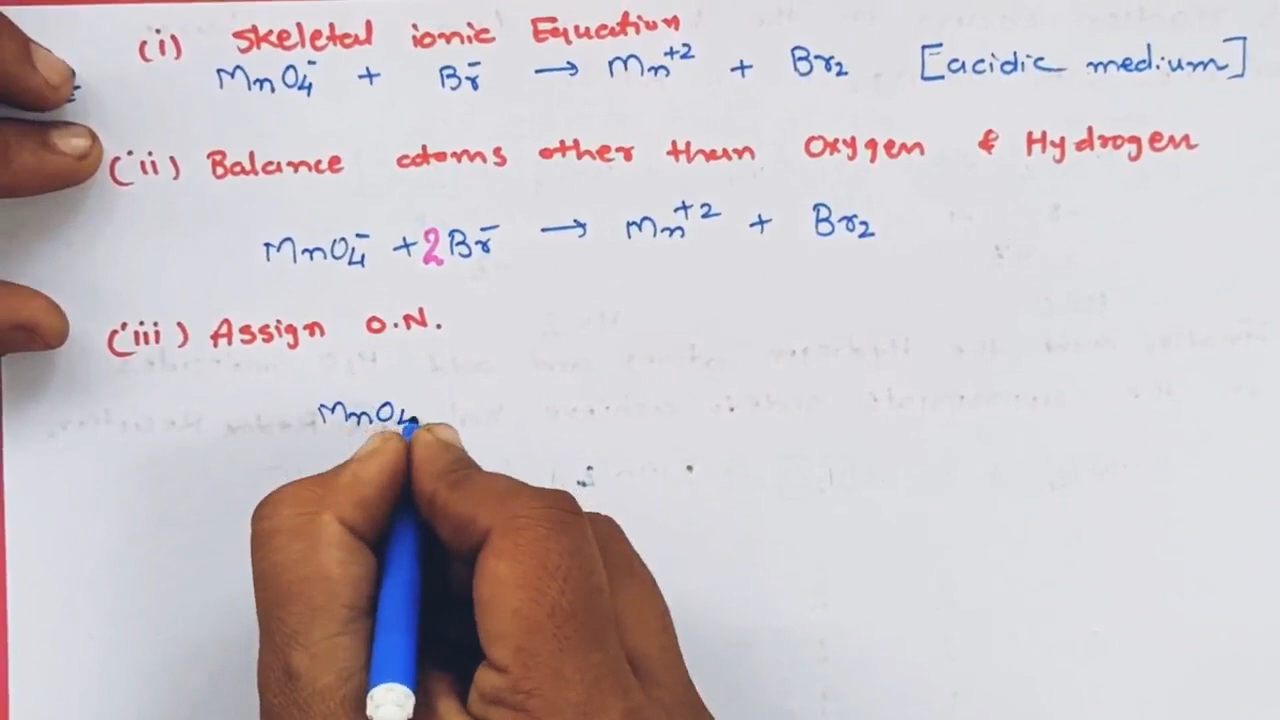 (i) Skeletal ionic Equation
MnO₄⁻ + Br⁻ → Mn⁺² + Br₂ [acidic medium]
(ii) Balance atoms other than Oxygen & Hydrogen
MnO₄⁻ + 2Br⁻ → Mn⁺² + Br₂
(iii) Assign O.N.
MnO₄